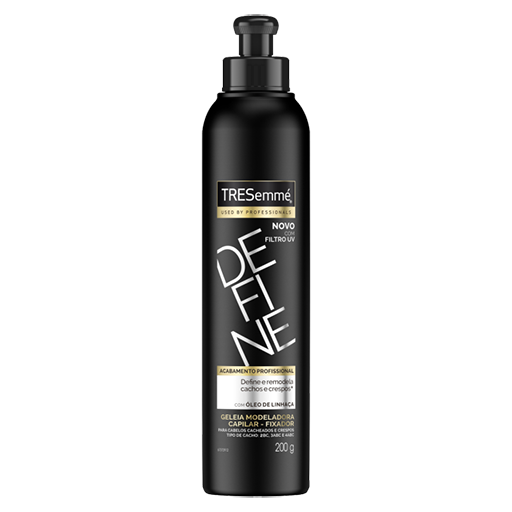 TRESemmé
USED BY PROFESSIONALS
NOVO
COM
FILTRO UV
DE
FI
NE
ACABAMENTO PROFISSIONAL
Define e remodela
cachos e crespos*
COM ÓLEO DE LINHAÇA
GELEIA MODELADORA
CAPILAR - FIXADOR
PARA CABELOS CACHEADOS E CRESPOS
TIPO DE CACHO: 2BC, 3ABC E 4ABC
200 g